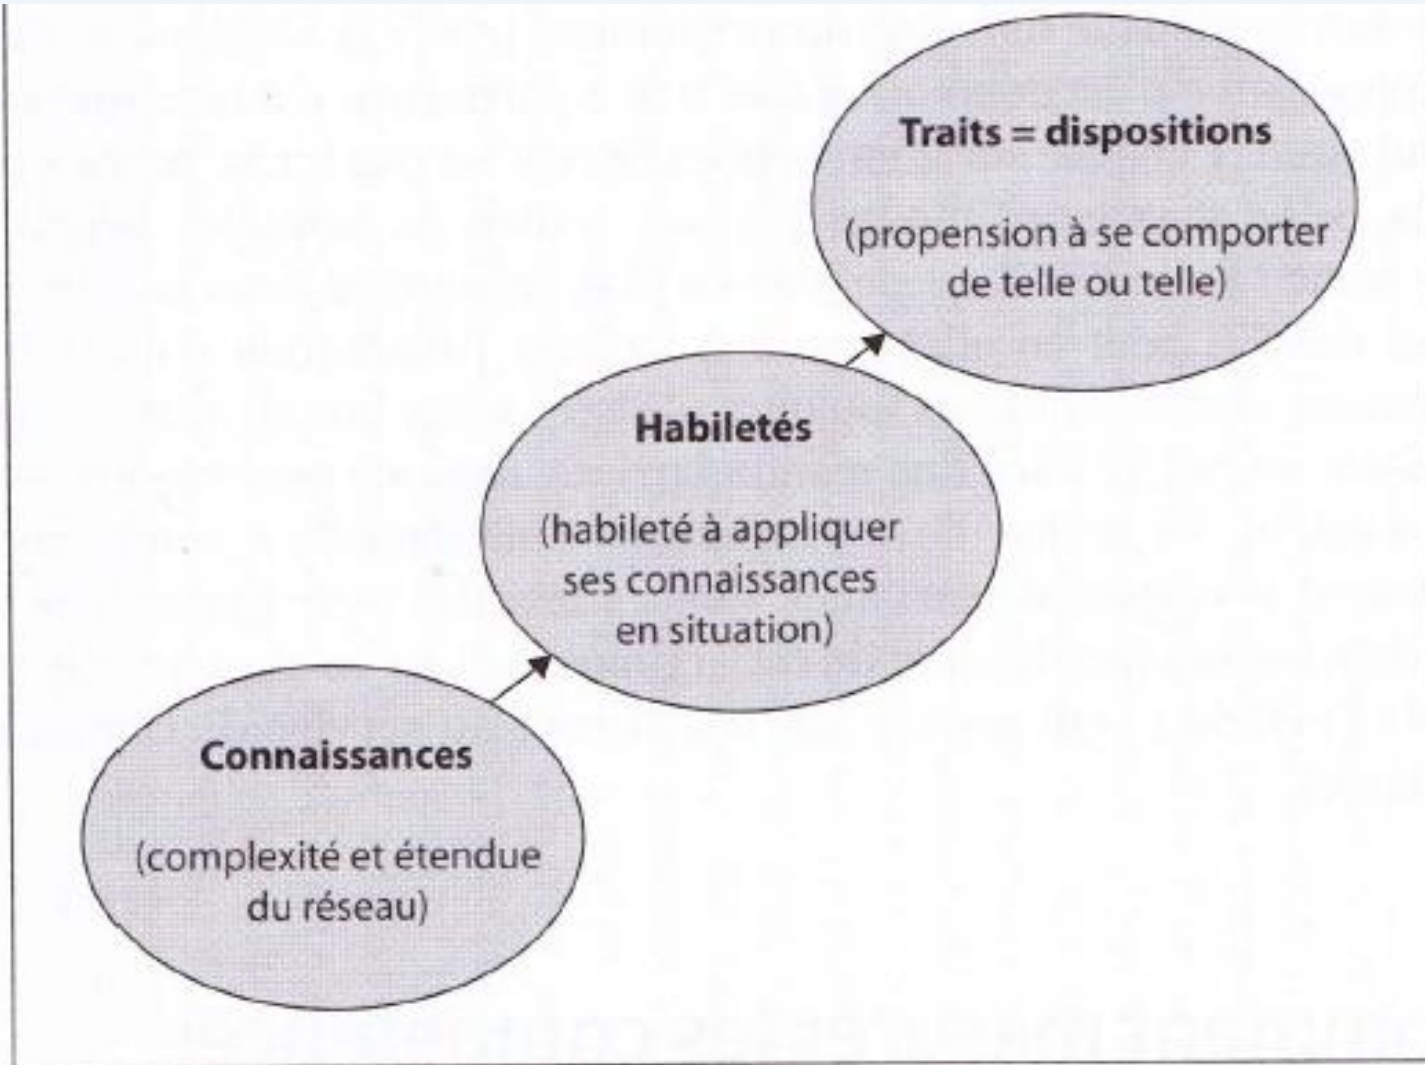 Traits = dispositions
(propension à se comporter
de telle ou telle)
Habiletés
(habileté à appliquer
ses connaissances
en situation)
Connaissances
(complexité et étendue
du réseau)